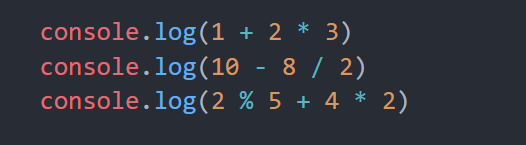 console.log(1 + 2 * 3)
console.log(10 - 8 / 2)
console.log(2 % 5 + 4 * 2)